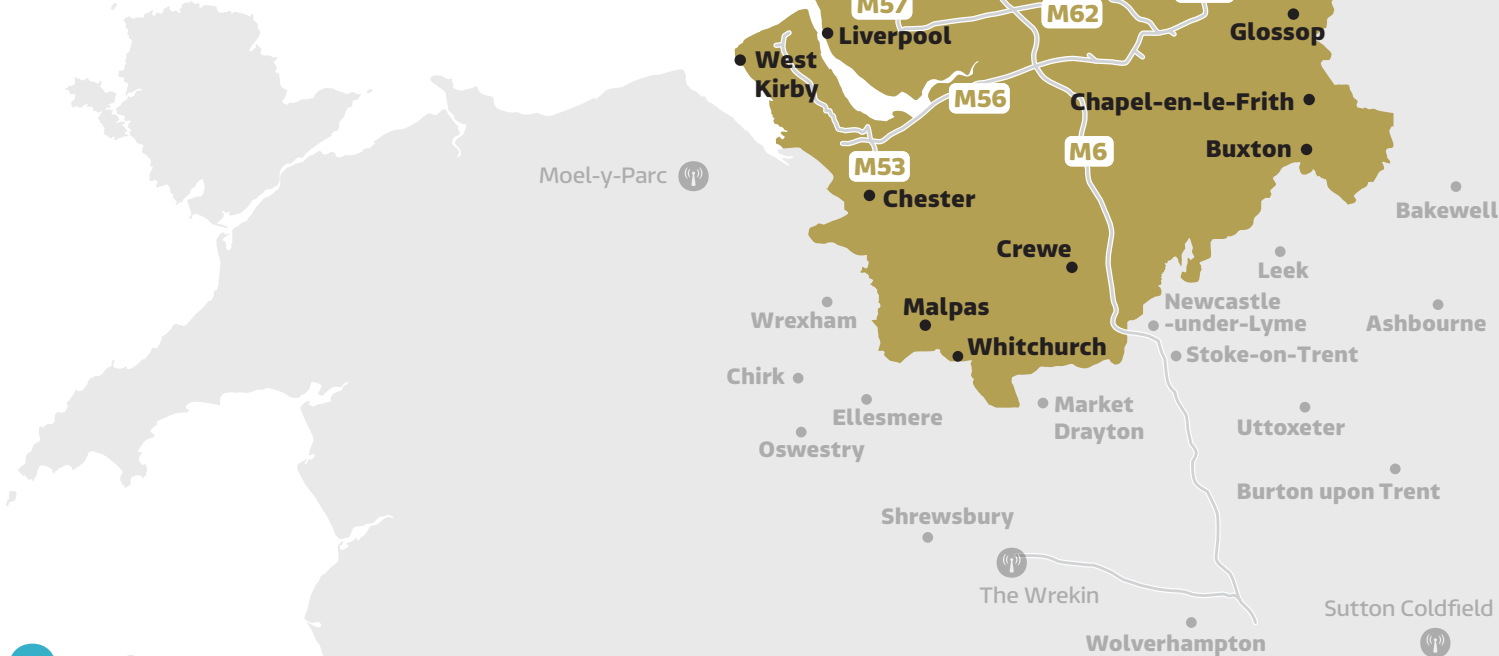 M57
M62
Glossop
Liverpool
West
Kirby
M56
Chapel-en-le-Frith
M6
Buxton
M53
Moel-y-Parc
Chester
Bakewell
Crewe
Leek
Malpas
Newcastle
-under-Lyme
Wrexham
Ashbourne
Whitchurch
Stoke-on-Trent
Chirk
Ellesmere
Market
Drayton
Uttoxeter
Oswestry
Burton upon Trent
Shrewsbury
The Wrekin
Sutton Coldfield
Wolverhampton